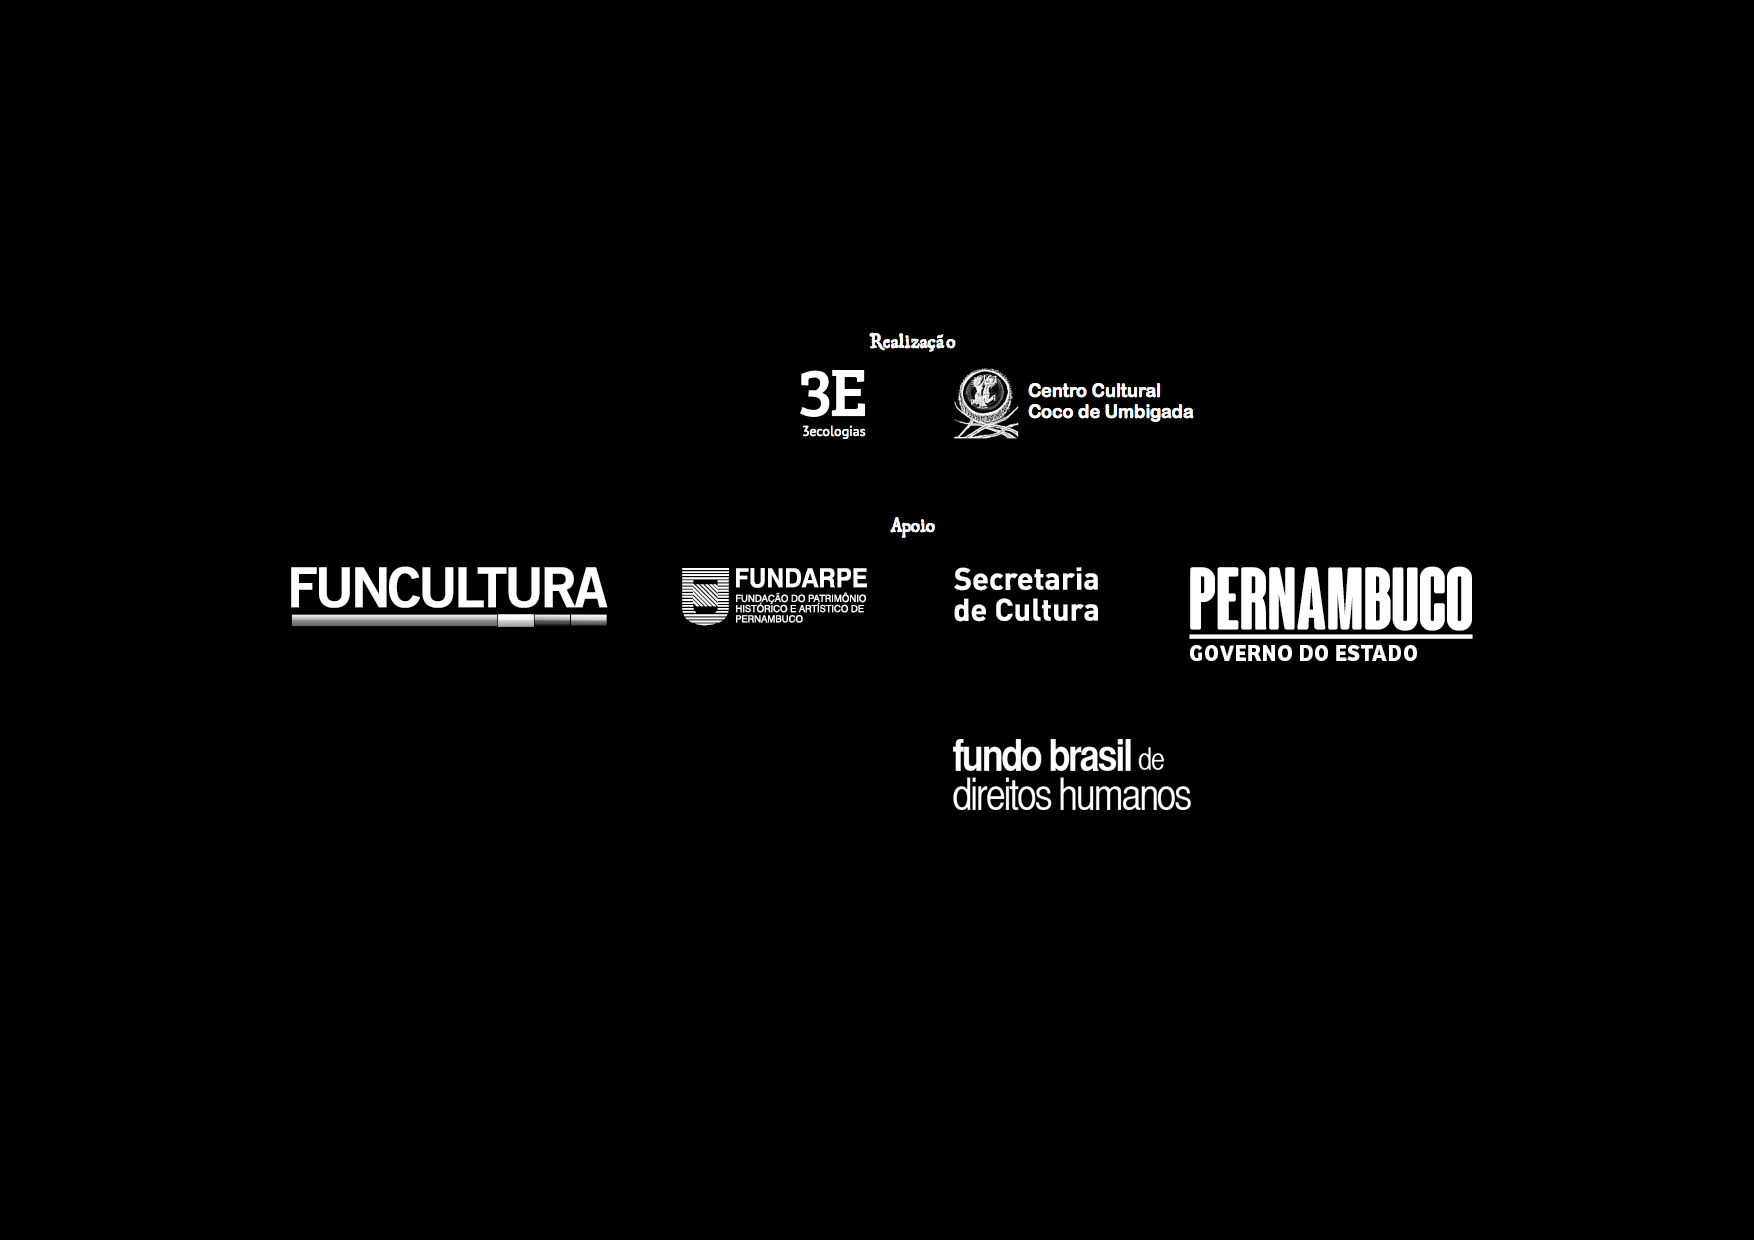 Realização
3E
3ecologias
Centro Cultural
Coco de Umbigada
Apoio
FUNCULTURA
FUNDARPE
FUNDAÇÃO DO PATRIMÔNIO
HISTÓRICO E ARTÍSTICO DE
PERNAMBUCO
Secretaria
de Cultura
PERNAMBUCO
GOVERNO DO ESTADO
fundo brasil de
direitos humanos